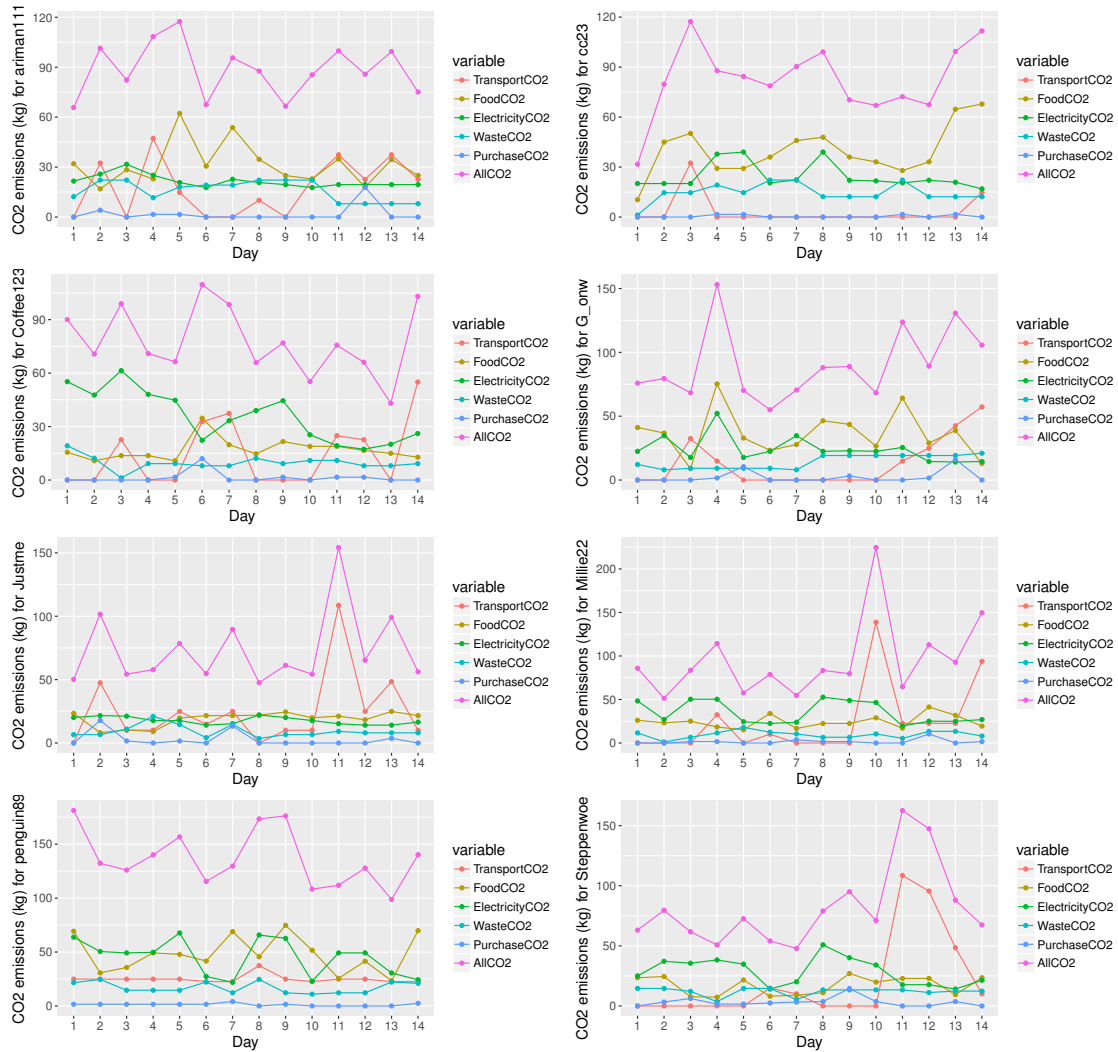 CO2 emissions (kg) for ariman111
120
90
60
30
0
1 2 3 4 5 6 7 8 9 10 11 12 13 14
Day
variable
TransportCO2
FoodCO2
ElectricityCO2
WasteCO2
PurchaseCO2
AllCO2
CO2 emissions (kg) for cc23
120
90
60
30
0
1 2 3 4 5 6 7 8 9 10 11 12 13 14
Day
variable
TransportCO2
FoodCO2
ElectricityCO2
WasteCO2
PurchaseCO2
AllCO2
CO2 emissions (kg) for Coffee123
90
60
30
0
1 2 3 4 5 6 7 8 9 10 11 12 13 14
Day
variable
TransportCO2
FoodCO2
ElectricityCO2
WasteCO2
PurchaseCO2
AllCO2
CO2 emissions (kg) for G_onw
150
100
50
0
1 2 3 4 5 6 7 8 9 10 11 12 13 14
Day
variable
TransportCO2
FoodCO2
ElectricityCO2
WasteCO2
PurchaseCO2
AllCO2
CO2 emissions (kg) for Justme
150
100
50
0
1 2 3 4 5 6 7 8 9 10 11 12 13 14
Day
variable
TransportCO2
FoodCO2
ElectricityCO2
WasteCO2
PurchaseCO2
AllCO2
CO2 emissions (kg) for Millie22
200
150
100
50
0
1 2 3 4 5 6 7 8 9 10 11 12 13 14
Day
variable
TransportCO2
FoodCO2
ElectricityCO2
WasteCO2
PurchaseCO2
AllCO2
CO2 emissions (kg) for penguin89
150
100
50
0
1 2 3 4 5 6 7 8 9 10 11 12 13 14
Day
variable
TransportCO2
FoodCO2
ElectricityCO2
WasteCO2
PurchaseCO2
AllCO2
CO2 emissions (kg) for Steppenwoe
150
100
50
0
1 2 3 4 5 6 7 8 9 10 11 12 13 14
Day
variable
TransportCO2
FoodCO2
ElectricityCO2
WasteCO2
PurchaseCO2
AllCO2